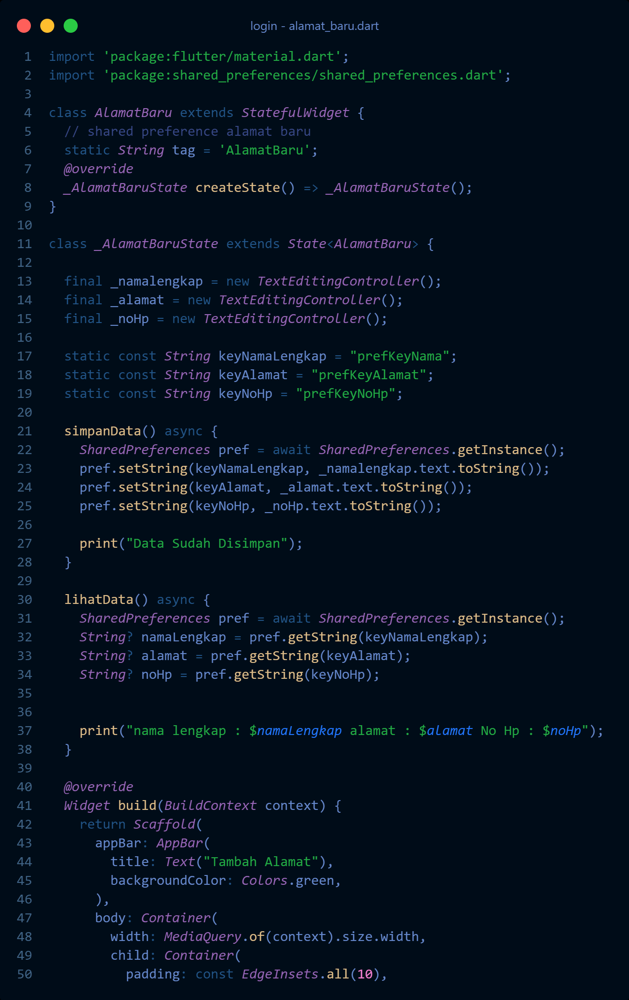 login - alamat_baru.dart
1 import 'package:flutter/material.dart';
2 import 'package:shared_preferences/shared_preferences.dart';
3
4 class AlamatBaru extends StatefulWidget {
5   // shared preference alamat baru
6   static String tag = 'AlamatBaru';
7   @override
8   _AlamatBaruState createState() => _AlamatBaruState();
9 }
10
11 class _AlamatBaruState extends State<AlamatBaru> {
12
13   final _namalengkap = new TextEditingController();
14   final _alamat = new TextEditingController();
15   final _noHp = new TextEditingController();
16
17   static const String keyNamaLengkap = "prefKeyNama";
18   static const String keyAlamat = "prefKeyAlamat";
19   static const String keyNoHp = "prefKeyNoHp";
20
21   simpanData() async {
22     SharedPreferences pref = await SharedPreferences.getInstance();
23     pref.setString(keyNamaLengkap, _namalengkap.text.toString());
24     pref.setString(keyAlamat, _alamat.text.toString());
25     pref.setString(keyNoHp, _noHp.text.toString());
26
27     print("Data Sudah Disimpan");
28   }
29
30   lihatData() async {
31     SharedPreferences pref = await SharedPreferences.getInstance();
32     String? namaLengkap = pref.getString(keyNamaLengkap);
33     String? alamat = pref.getString(keyAlamat);
34     String? noHp = pref.getString(keyNoHp);
35
36
37     print("nama lengkap : $namaLengkap alamat : $alamat No Hp : $noHp");
38   }
39
40   @override
41   Widget build(BuildContext context) {
42     return Scaffold(
43       appBar: AppBar(
44         title: Text("Tambah Alamat"),
45         backgroundColor: Colors.green,
46       ),
47       body: Container(
48         width: MediaQuery.of(context).size.width,
49         child: Container(
50           padding: const EdgeInsets.all(10),